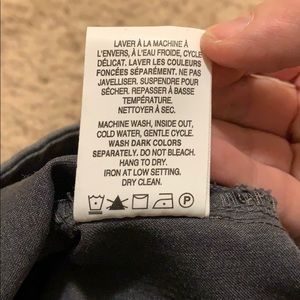 LAVER À LA MACHINE À
L'ENVERS, À L'EAU FROIDE, CYCLE
DÉLICAT. LAVER LES COULEURS
FONCÉES SÉPARÉMENT. NE PAS
JAVELLISER. SUSPENDRE POUR
SÉCHER. REPASSER À BASSE
TEMPÉRATURE.
NETTOYER À SEC.
MACHINE WASH, INSIDE OUT,
COLD WATER, GENTLE CYCLE.
WASH DARK COLORS
SEPARATELY. DO NOT BLEACH.
HANG TO DRY.
IRON AT LOW SETTING.
DRY CLEAN.
P